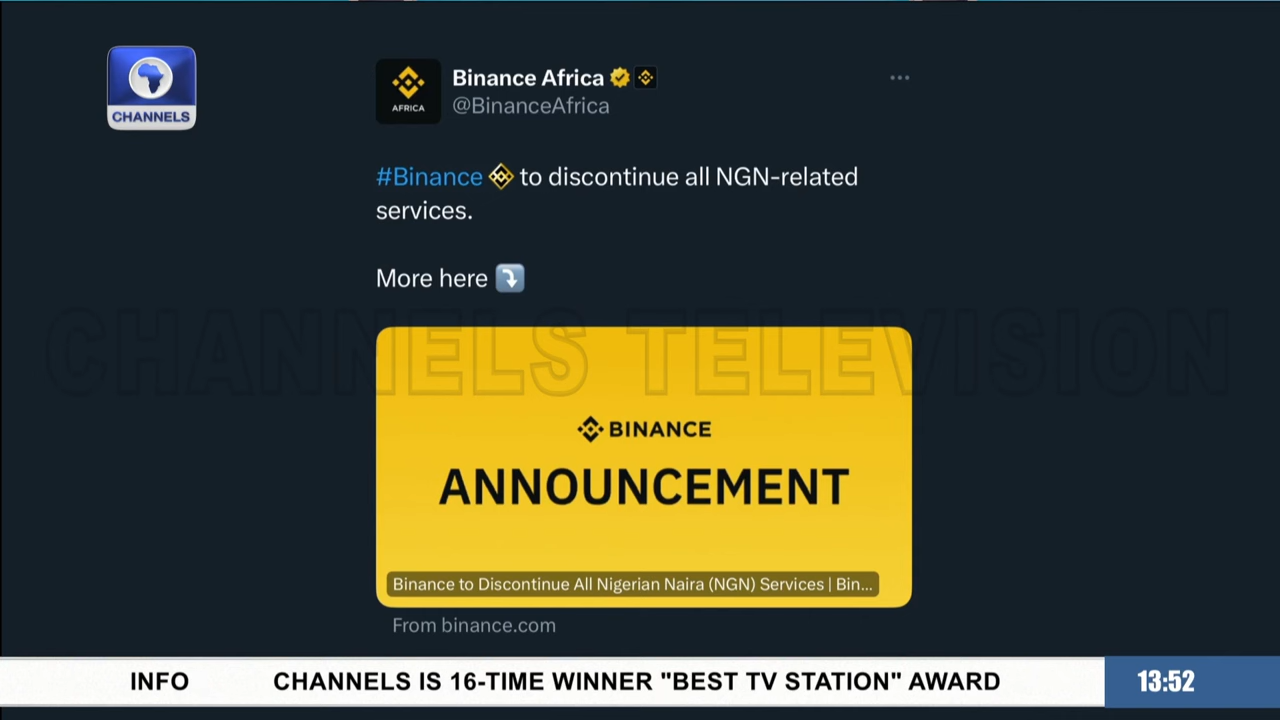 CHANNELS
AFRICA
Binance Africa
@BinanceAfrica
#Binance to discontinue all NGN-related
services.
More here
CHANNELS TELEVISION
BINANCE
ANNOUNCEMENT
Binance to Discontinue All Nigerian Naira (NGN) Services | Bin...
From binance.com
INFO CHANNELS IS 16-TIME WINNER "BEST TV STATION" AWARD 13:52